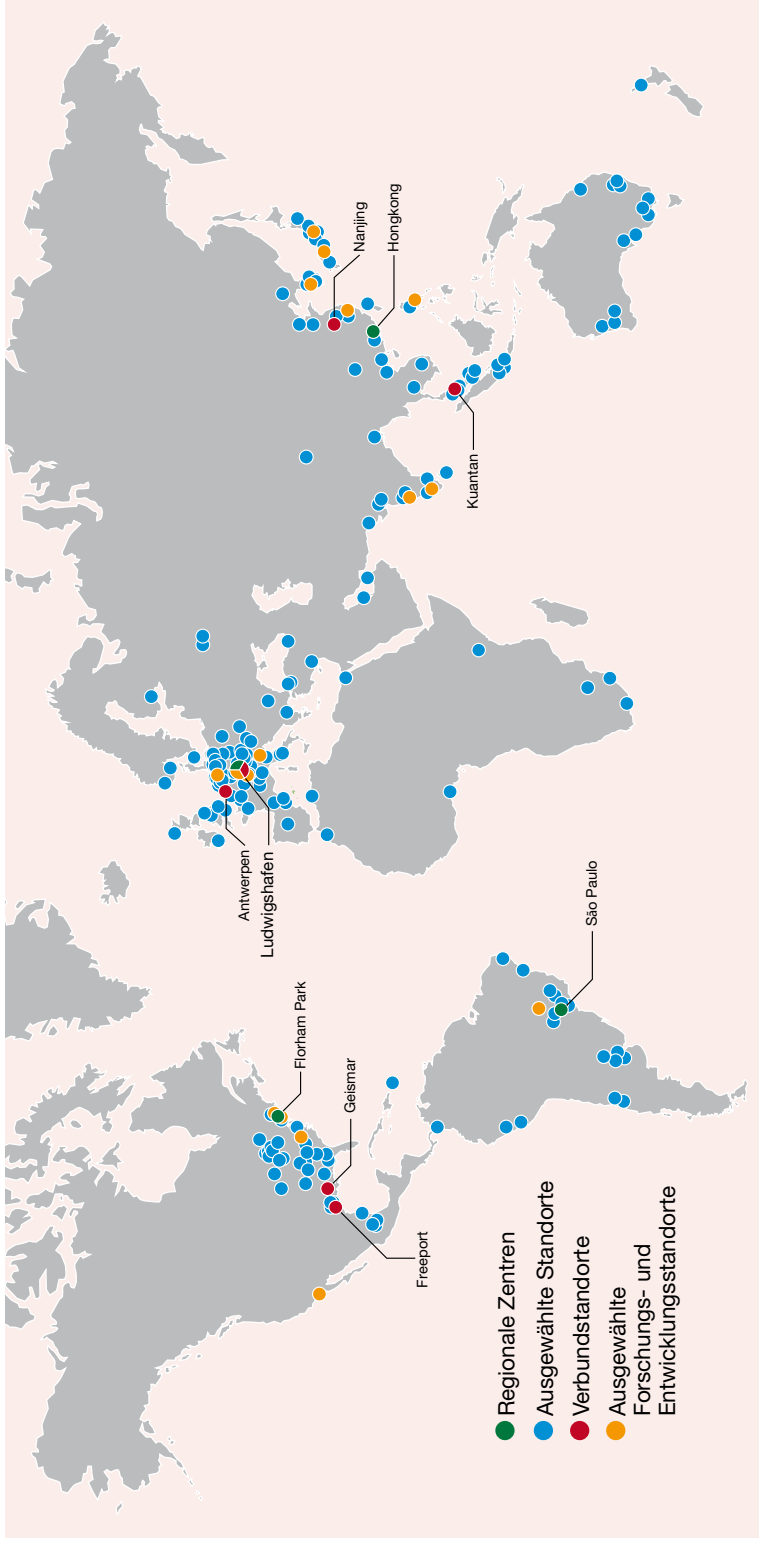 Florham Park
Geismar
Freeport
São Paulo
Antwerpen
Ludwigshafen
Nanjing
Hongkong
Kuantan
Regionale Zentren
Ausgewählte Standorte
Verbundstandorte
Ausgewählte
Forschungs- und
Entwicklungsstandorte